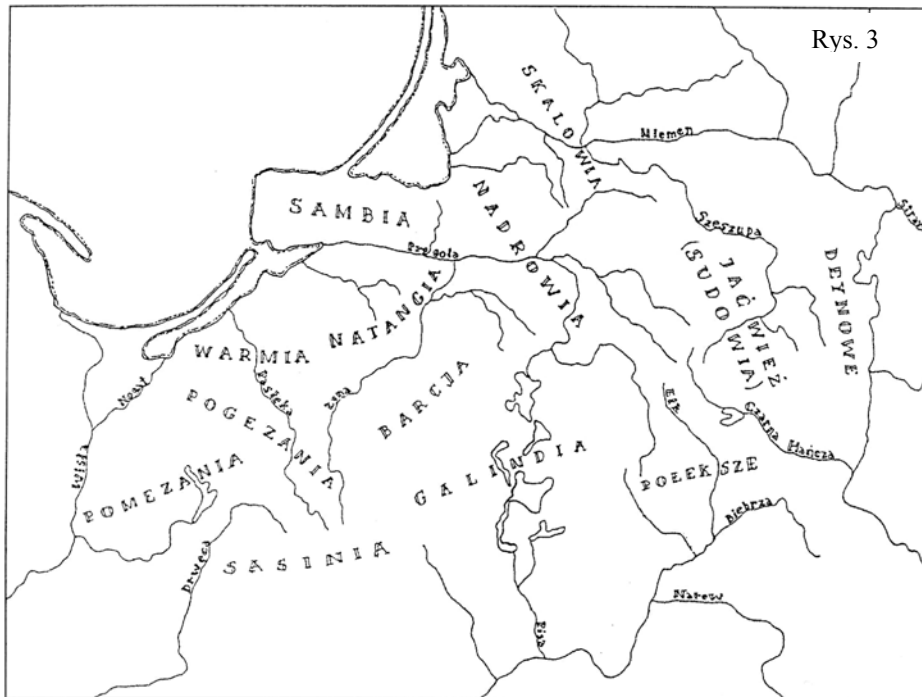 Rys. 3
SKALOWIA
Niemen
SAMBIA
NADROWIA
Szeszupa
Pregoła
JAĆWIEŻ
(SUDOWIA)
DEYNOWE
NATANGIA
WARMIA
Nogat
Pasłęka
Łyna
BARCJA
POGEZANIA
Ełk
Czarna Hańcza
Wisła
POMEZANIA
GALINDIA
POŁEKSZE
Biebrza
Drwęca
SASINIA
Narew
Pisa